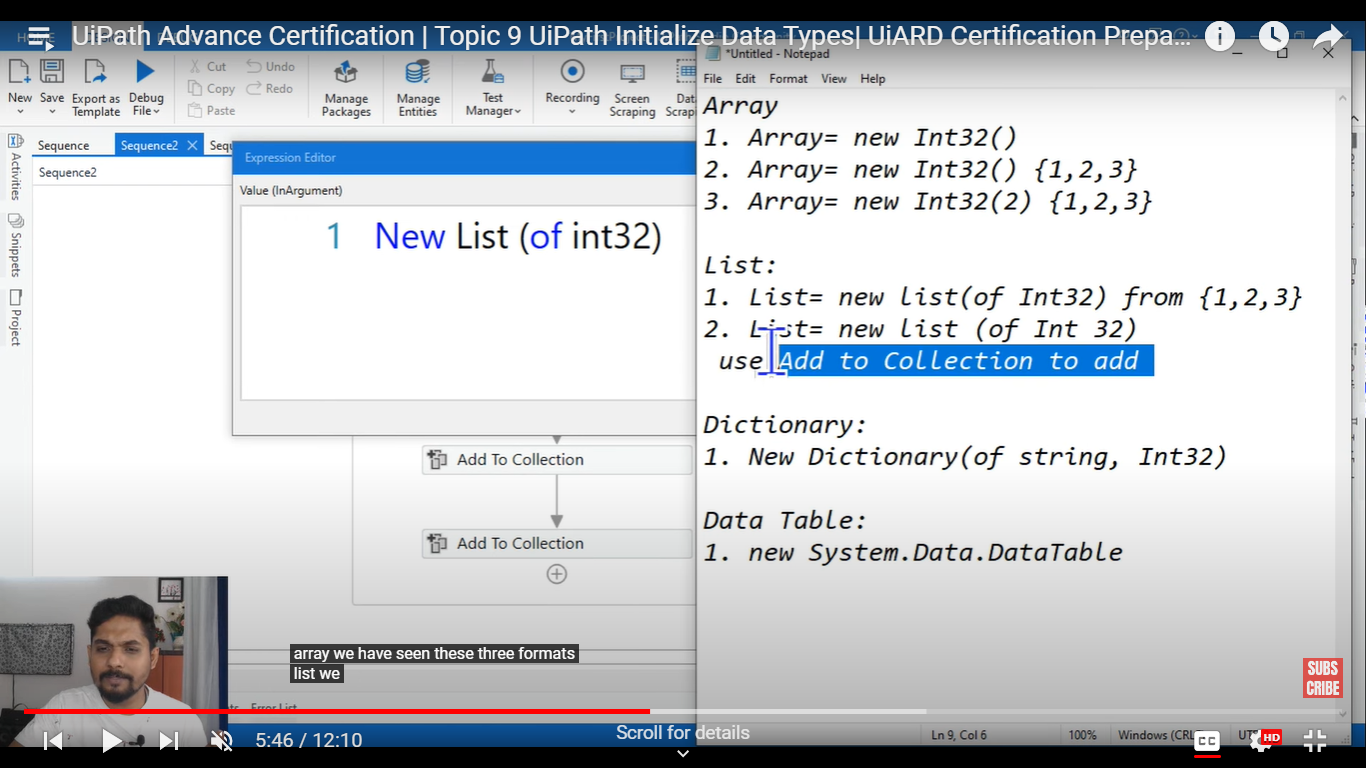 UiPath Advance Certification | Topic 9 UiPath Initialize Data Types| UiARD Certification Prepa...
New
Save
Export as Template
Debug File
Cut
Copy
Paste
Undo
Redo
Manage Packages
Manage Entities
Test Manager
Recording
Screen Scraping
Sequence
Sequence2
Sequ
Sequence2
Activities
Snippets
Project
Expression Editor
Value (InArgument)
1 New List (of int32)
Add To Collection
Add To Collection
*Untitled - Notepad
File Edit Format View Help
Array
1. Array= new Int32()
2. Array= new Int32() {1,2,3}
3. Array= new Int32(2) {1,2,3}
List:
1. List= new list(of Int32) from {1,2,3}
2. List= new list (of Int 32)
use Add to Collection to add
Dictionary:
1. New Dictionary(of string, Int32)
Data Table:
1. new System.Data.DataTable
array we have seen these three formats
list we
SUBS
CRIBE
Error List
5:46 / 12:10
Scroll for details
Ln 9, Col 6
100%
Windows (CRL
UT
CC
HD